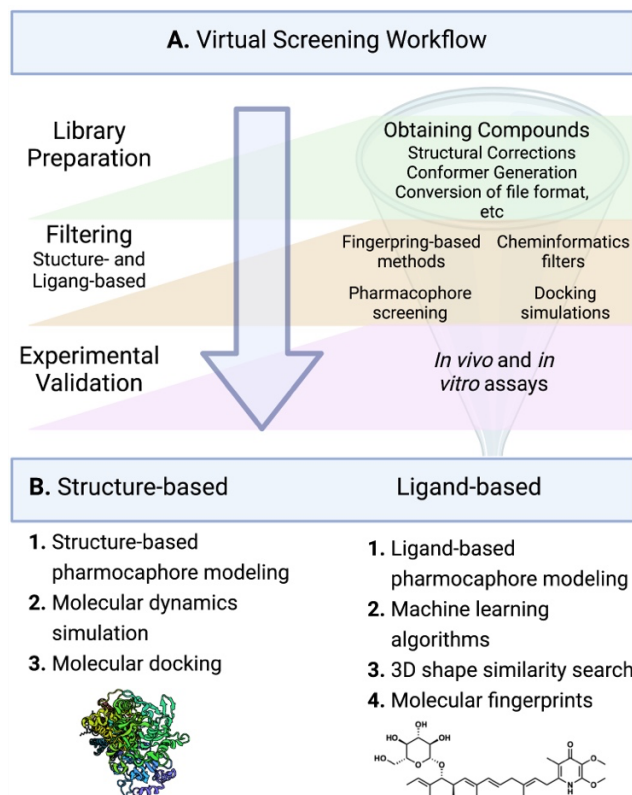 A. Virtual Screening Workflow
Library
Preparation
Obtaining Compounds
Structural Corrections
Conformer Generation
Conversion of file format,
etc
Filtering
Stucture- and
Ligang-based
Fingerpring-based
methods
Cheminformatics
filters
Pharmacophore
screening
Docking
simulations
Experimental
Validation
In vivo and in
vitro assays
B. Structure-based
Ligand-based
1. Structure-based
pharmocaphore modeling
2. Molecular dynamics
simulation
3. Molecular docking
1. Ligand-based
pharmocaphore modeling
2. Machine learning
algorithms
3. 3D shape similarity search
4. Molecular fingerprints
OH
HO
OH
HO
O
O
O
O
O
N
H